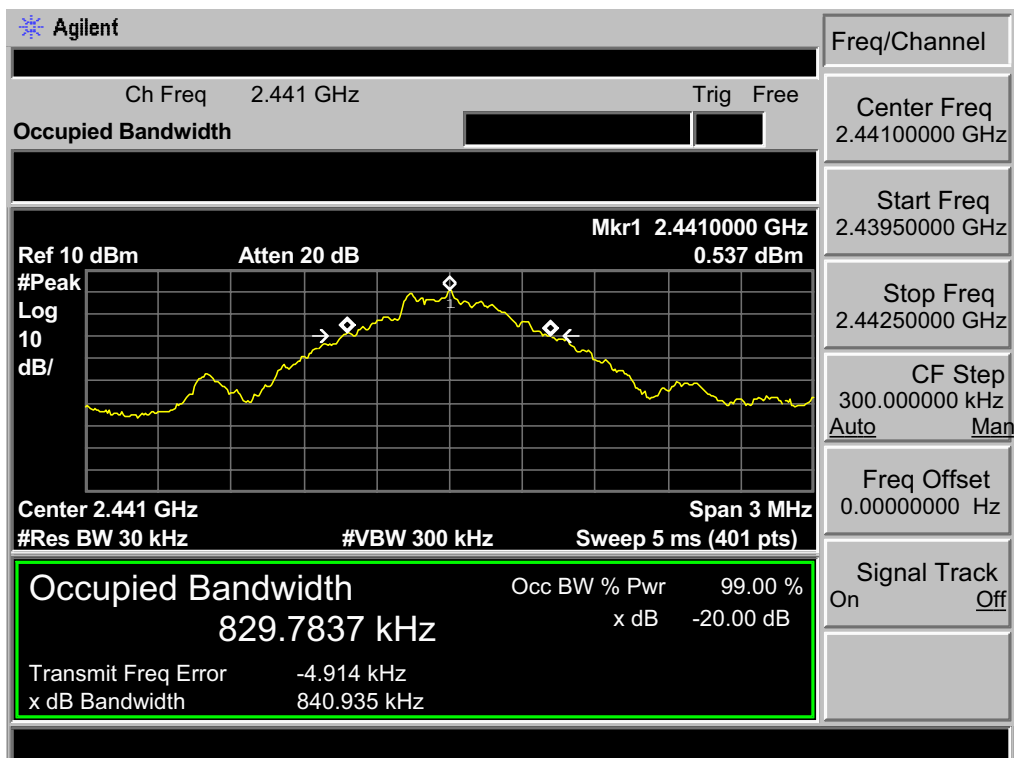 Agilent
Freq/Channel
Ch Freq 2.441 GHz Trig Free
Occupied Bandwidth
Center Freq
2.44100000 GHz
Start Freq
2.43950000 GHz
Stop Freq
2.44250000 GHz
CF Step
300.000000 kHz
Auto Man
Freq Offset
0.00000000 Hz
Signal Track
On Off
Mkr1 2.4410000 GHz
Ref 10 dBm Atten 20 dB 0.537 dBm
#Peak
Log
10
dB/
1
Center 2.441 GHz Span 3 MHz
#Res BW 30 kHz #VBW 300 kHz Sweep 5 ms (401 pts)
Occupied Bandwidth
829.7837 kHz
Occ BW % Pwr 99.00 %
x dB -20.00 dB
Transmit Freq Error -4.914 kHz
x dB Bandwidth 840.935 kHz